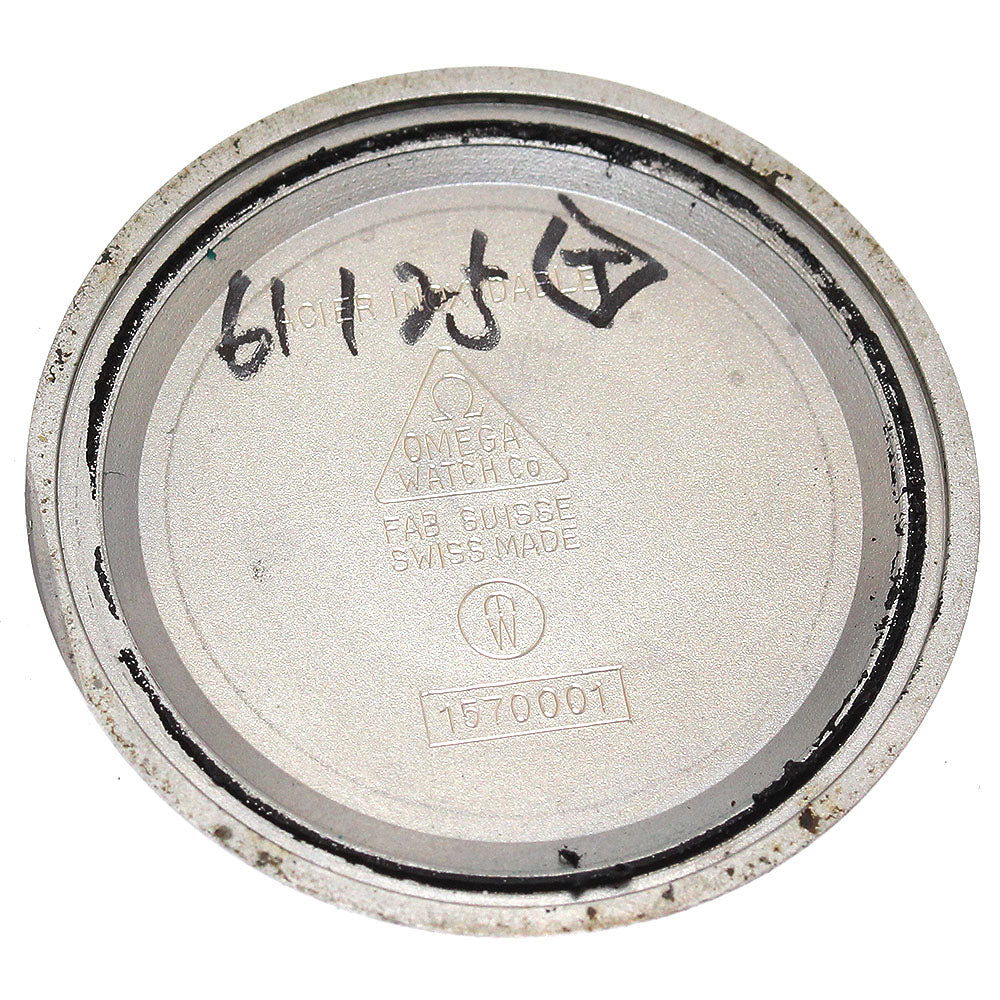 61125 T
ACIER INOXYDABLE
Ω
OMEGA
WATCH Co
FAB SUISSE
SWISS MADE
W
1570001